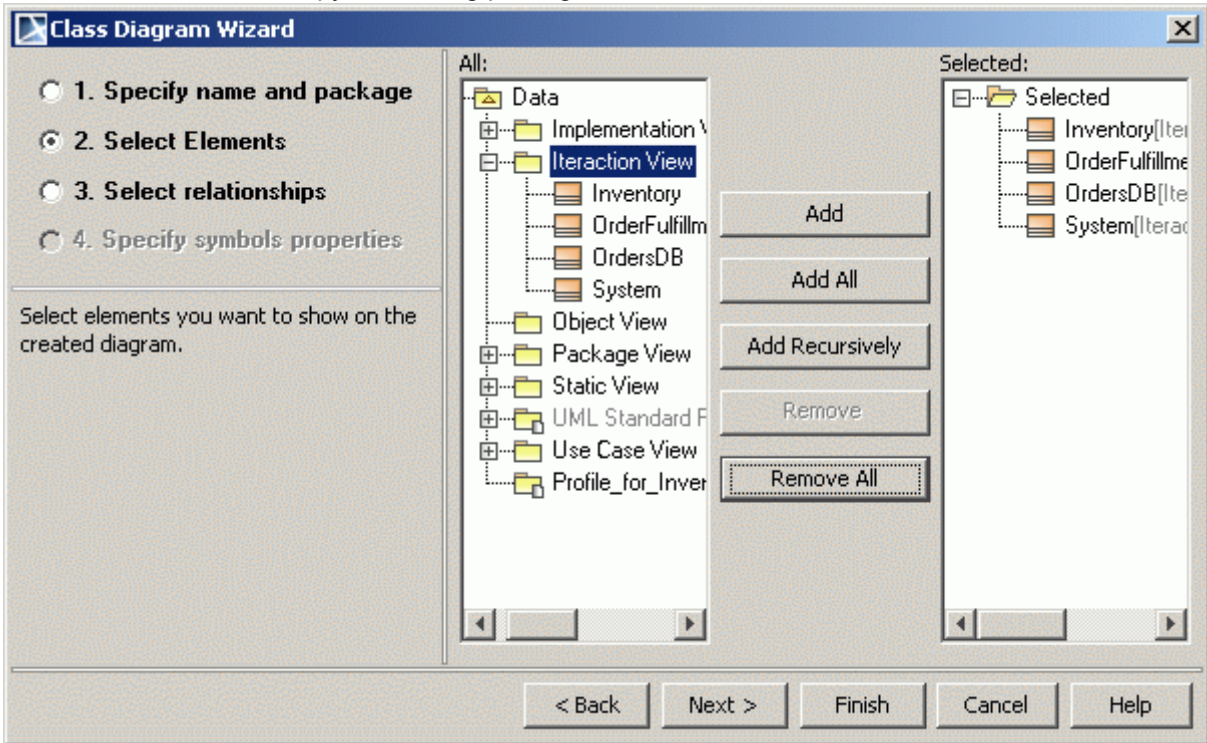 Class Diagram Wizard
1. Specify name and package
2. Select Elements
3. Select relationships
4. Specify symbols properties
Select elements you want to show on the
created diagram.
All:
Data
Implementation
Iteraction View
Inventory
OrderFulfillm
OrdersDB
System
Object View
Package View
Static View
UML Standard
Use Case View
Profile_for_Inver
Add
Add All
Add Recursively
Remove
Remove All
Selected:
Selected
Inventory[Iter
OrderFulfillme
OrdersDB[Ite
System[Iterac
< Back
Next >
Finish
Cancel
Help